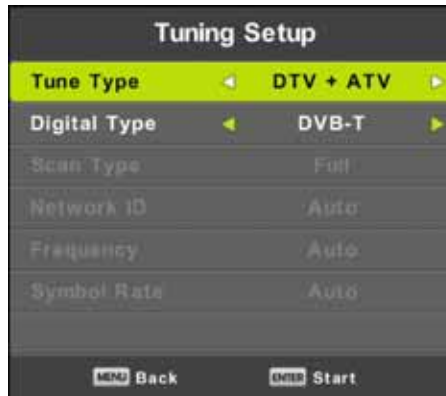 Tuning Setup
Tune Type DTV + ATV
Digital Type DVB-T
Scan Type Full
Network ID Auto
Frequency Auto
Symbol Rate Auto
MENU Back ENTER Start